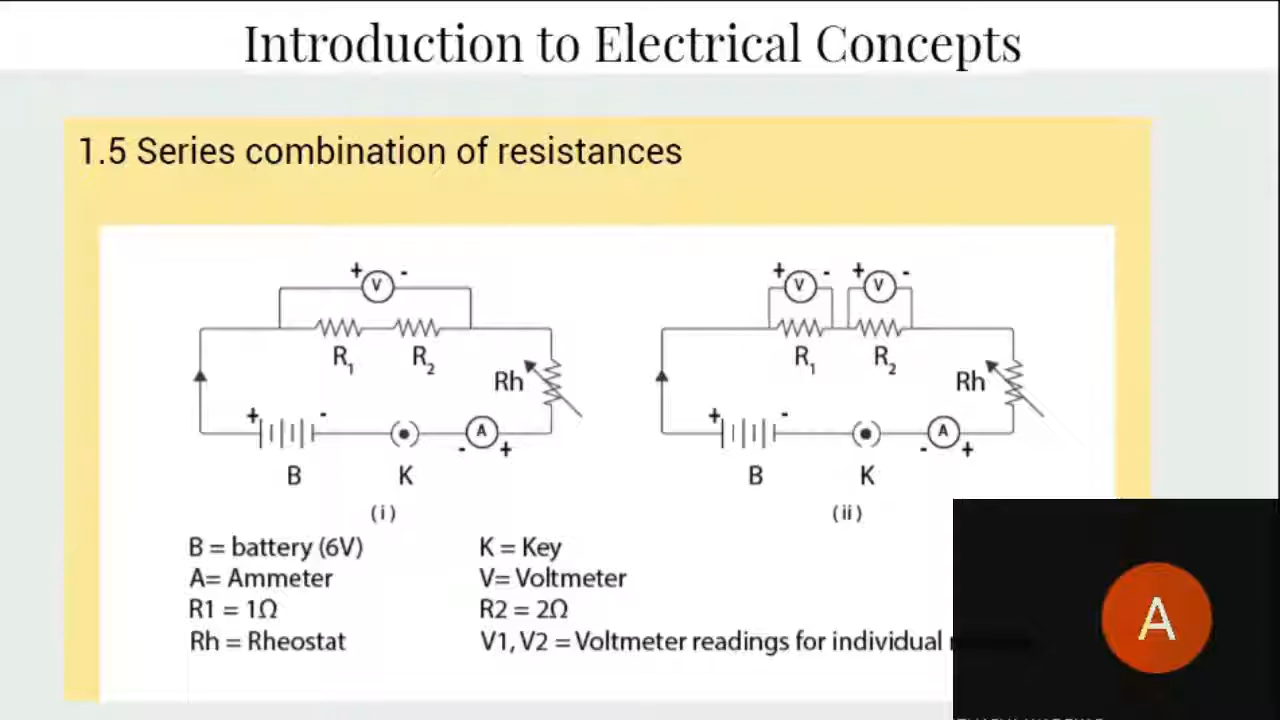 Introduction to Electrical Concepts
1.5 Series combination of resistances
+ V -
R1 R2
Rh
+ - - A +
B K
(i)
+ V - + V -
R1 R2
Rh
+ - - A +
B K
(ii)
B = battery (6V) K = Key
A= Ammeter V= Voltmeter
R1 = 1Ω R2 = 2Ω
Rh = Rheostat V1, V2 = Voltmeter readings for individual
A